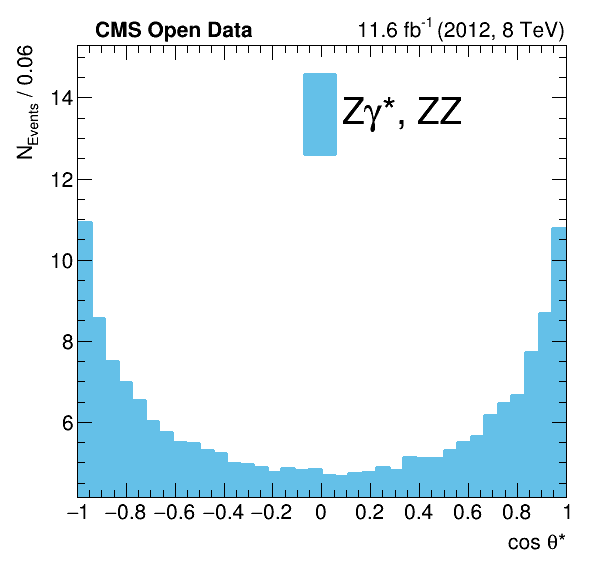 CMS Open Data 11.6 fb⁻¹ (2012, 8 TeV)
N_Events / 0.06
Zγ*, ZZ
14
12
10
8
6
−1 −0.8 −0.6 −0.4 −0.2 0 0.2 0.4 0.6 0.8 1
cos θ*